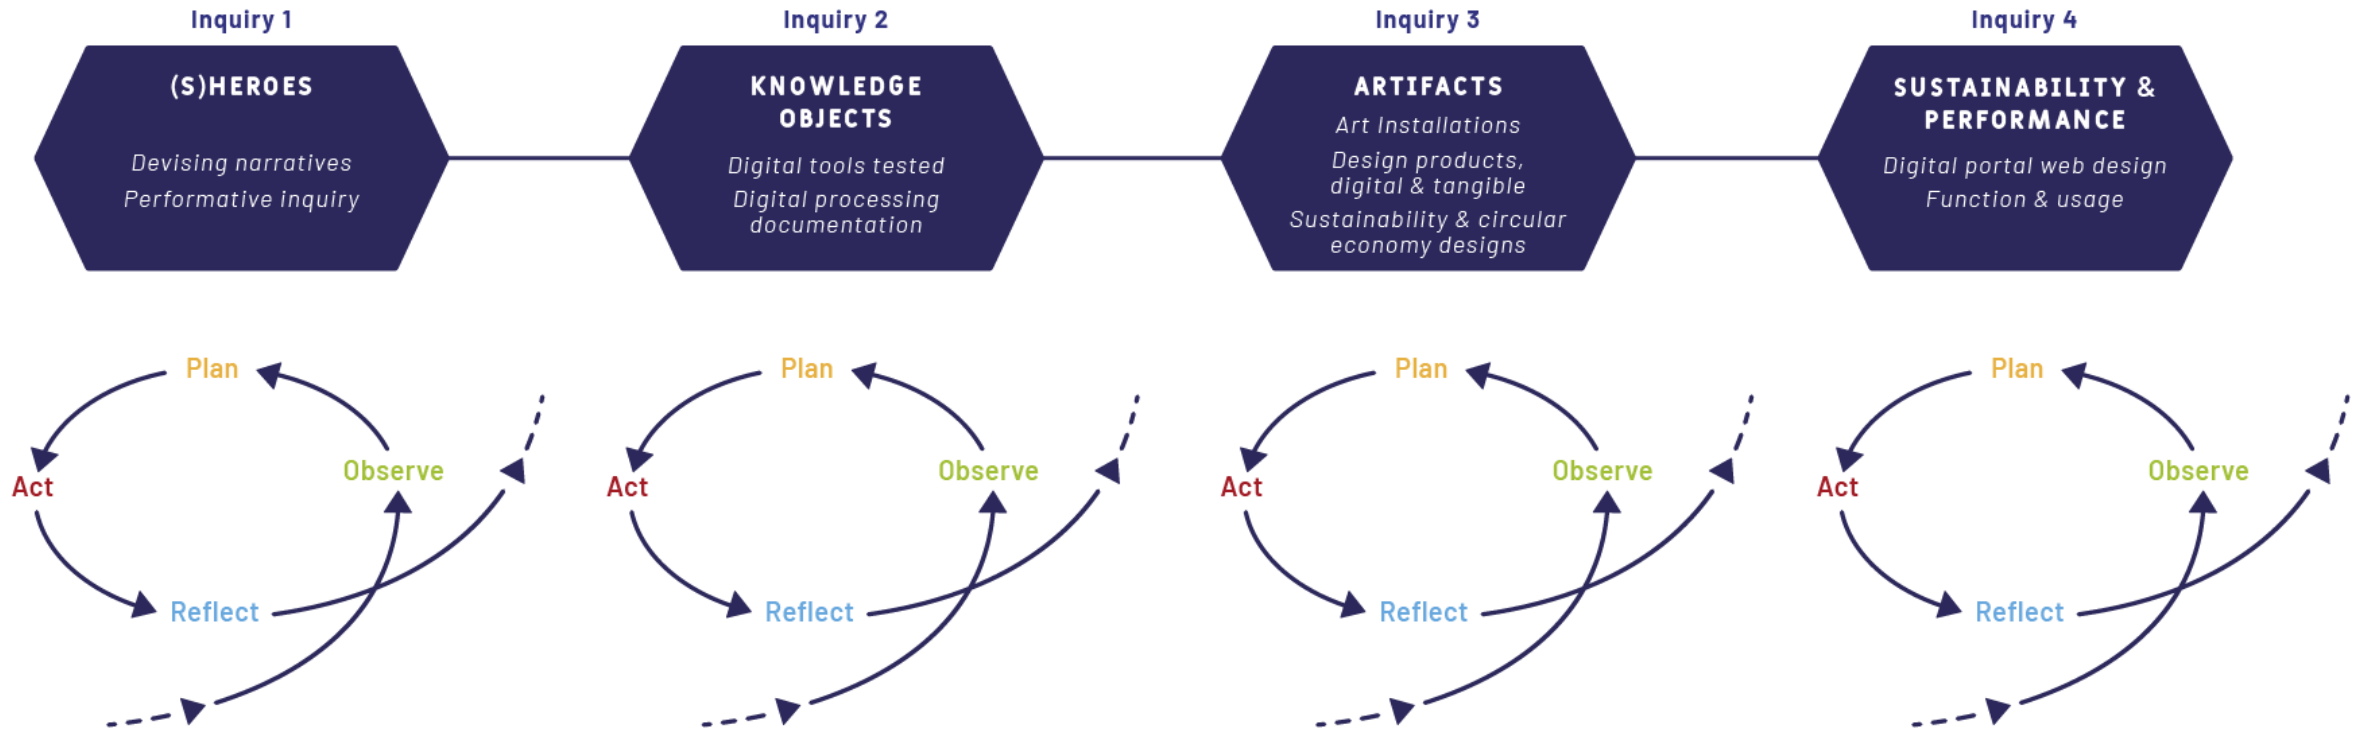 Inquiry 1
(S)HEROES
Devising narratives
Performative inquiry
Inquiry 2
KNOWLEDGE
OBJECTS
Digital tools tested
Digital processing
documentation
Inquiry 3
ARTIFACTS
Art Installations
Design products,
digital & tangible
Sustainability & circular
economy designs
Inquiry 4
SUSTAINABILITY &
PERFORMANCE
Digital portal web design
Function & usage
Plan
Observe
Act
Reflect
Plan
Observe
Act
Reflect
Plan
Observe
Act
Reflect
Plan
Observe
Act
Reflect